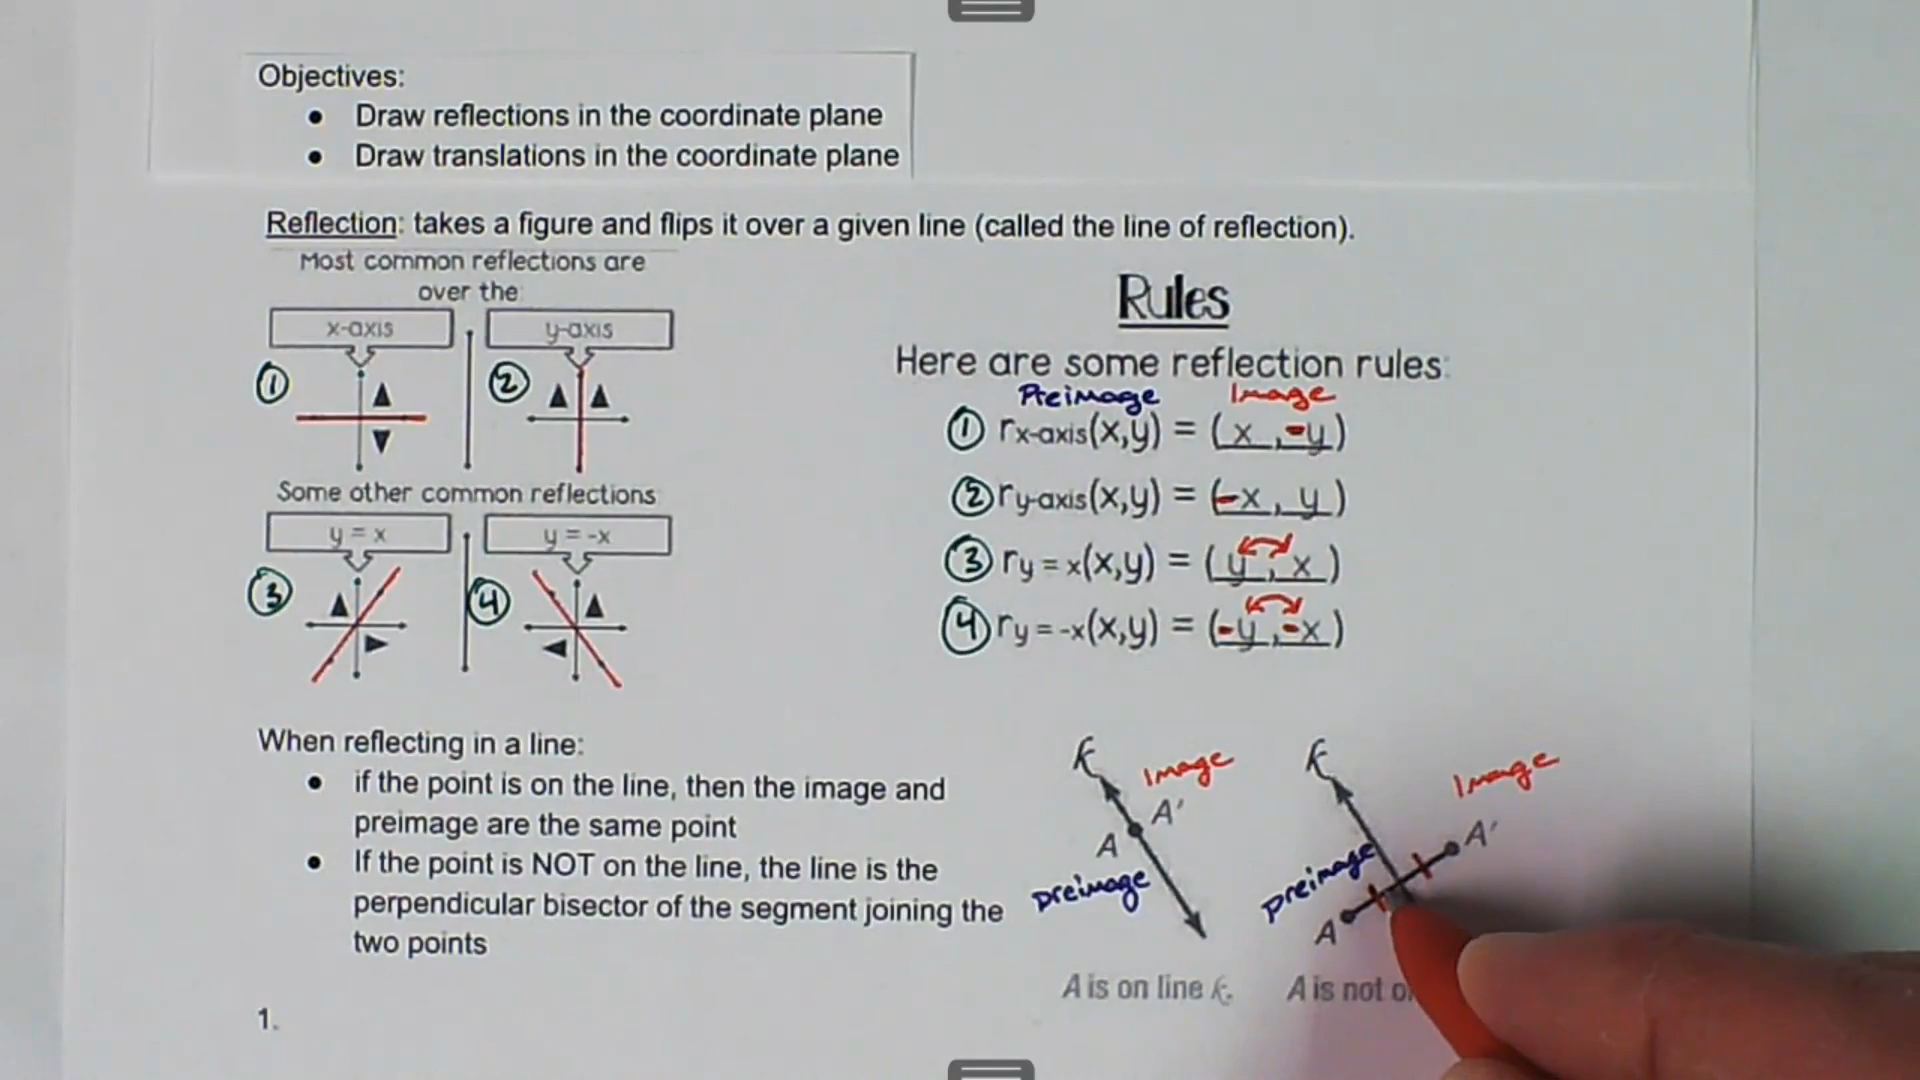 Objectives:
● Draw reflections in the coordinate plane
● Draw translations in the coordinate plane
Reflection: takes a figure and flips it over a given line (called the line of reflection).
Most common reflections are
over the:
x-axis
y-axis
①
②
Some other common reflections
y = x
y = -x
③
④
Rules
Here are some reflection rules:
Preimage Image
① rx-axis(x,y) = (x, -y)
② ry-axis(x,y) = (-x, y)
③ ry = x(x,y) = (y, x)
④ ry = -x(x,y) = (-y, -x)
When reflecting in a line:
● if the point is on the line, then the image and
preimage are the same point
● If the point is NOT on the line, the line is the
perpendicular bisector of the segment joining the
two points
k
Image
A'
A
preimage
A is on line k.
k
Image
A'
preimage
A
A is not
1.